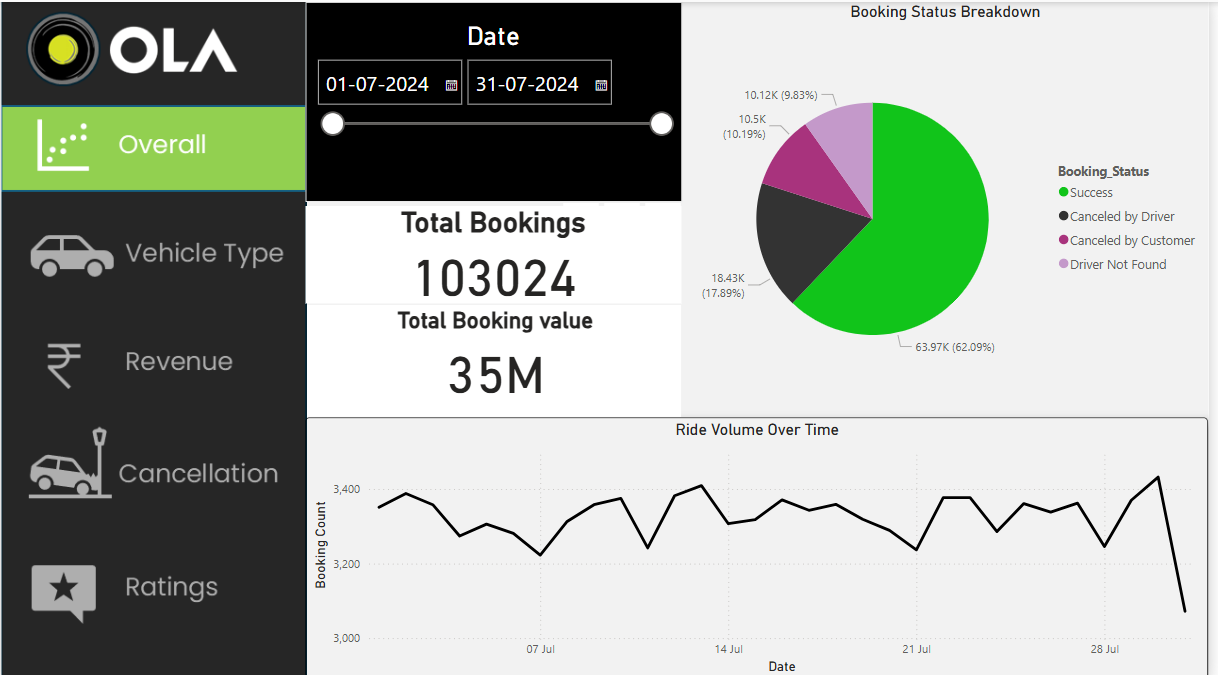 OLA
Overall
Vehicle Type
Revenue
Cancellation
Ratings
Date
01-07-2024
31-07-2024
Total Bookings
103024
Total Booking value
35M
Booking Status Breakdown
10.12K (9.83%)
10.5K
(10.19%)
18.43K
(17.89%)
63.97K (62.09%)
Booking_Status
Success
Canceled by Driver
Canceled by Customer
Driver Not Found
Ride Volume Over Time
Booking Count
3,400
3,200
3,000
07 Jul
14 Jul
21 Jul
28 Jul
Date